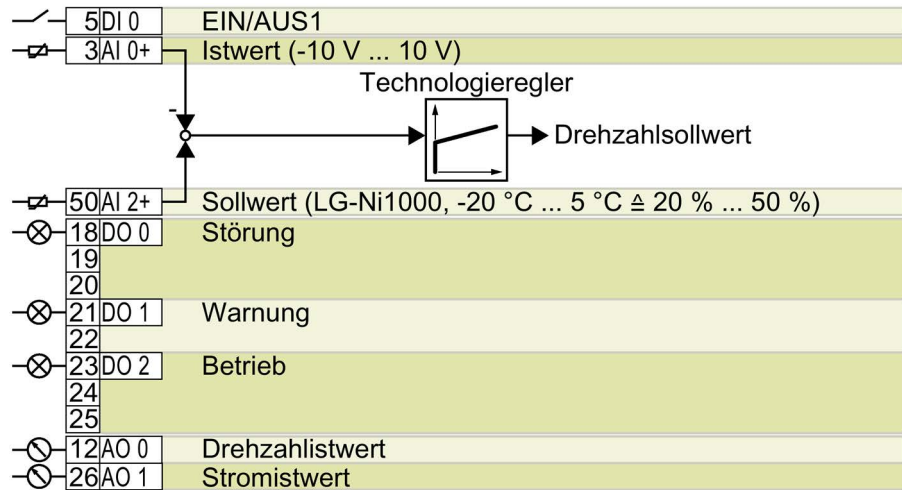 5 DI 0 EIN/AUS1
3 AI 0+ Istwert (-10 V ... 10 V)
Technologieregler
-
Drehzahlsollwert
50 AI 2+ Sollwert (LG-Ni1000, -20 °C ... 5 °C ≙ 20 % ... 50 %)
18 DO 0 Störung
19
20
21 DO 1 Warnung
22
23 DO 2 Betrieb
24
25
12 AO 0 Drehzahlistwert
26 AO 1 Stromistwert